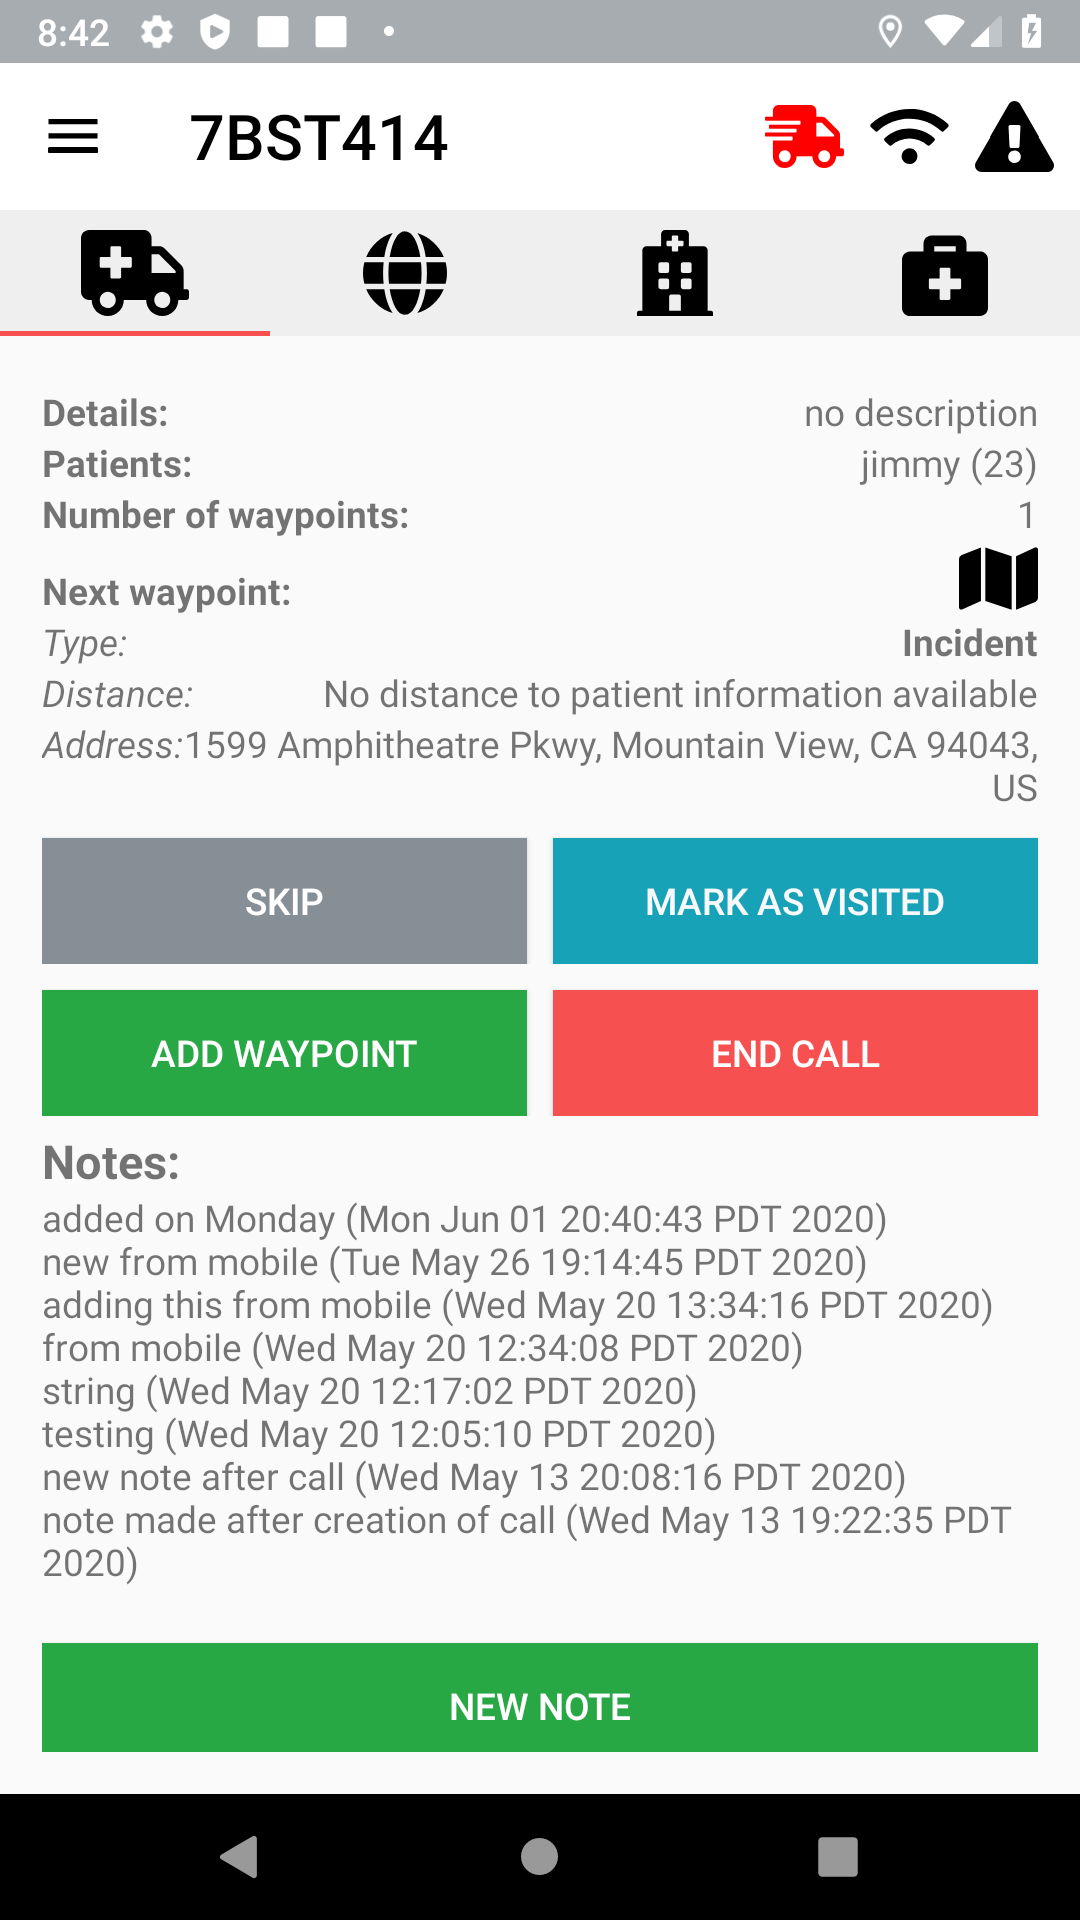 8:42
7BST414
Details: no description
Patients: jimmy (23)
Number of waypoints: 1
Next waypoint:
Type: Incident
Distance: No distance to patient information available
Address:1599 Amphitheatre Pkwy, Mountain View, CA 94043,
US
SKIP MARK AS VISITED
ADD WAYPOINT END CALL
Notes:
added on Monday (Mon Jun 01 20:40:43 PDT 2020)
new from mobile (Tue May 26 19:14:45 PDT 2020)
adding this from mobile (Wed May 20 13:34:16 PDT 2020)
from mobile (Wed May 20 12:34:08 PDT 2020)
string (Wed May 20 12:17:02 PDT 2020)
testing (Wed May 20 12:05:10 PDT 2020)
new note after call (Wed May 13 20:08:16 PDT 2020)
note made after creation of call (Wed May 13 19:22:35 PDT
2020)
NEW NOTE